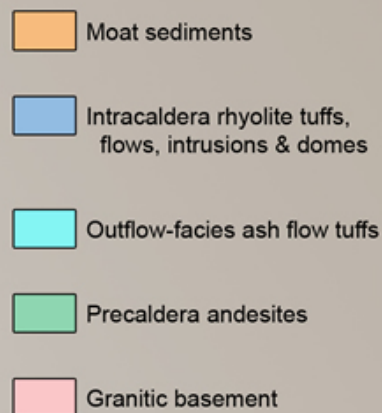 Moat sediments
Intracaldera rhyolite tuffs,
flows, intrusions & domes
Outflow-facies ash flow tuffs
Precaldera andesites
Granitic basement